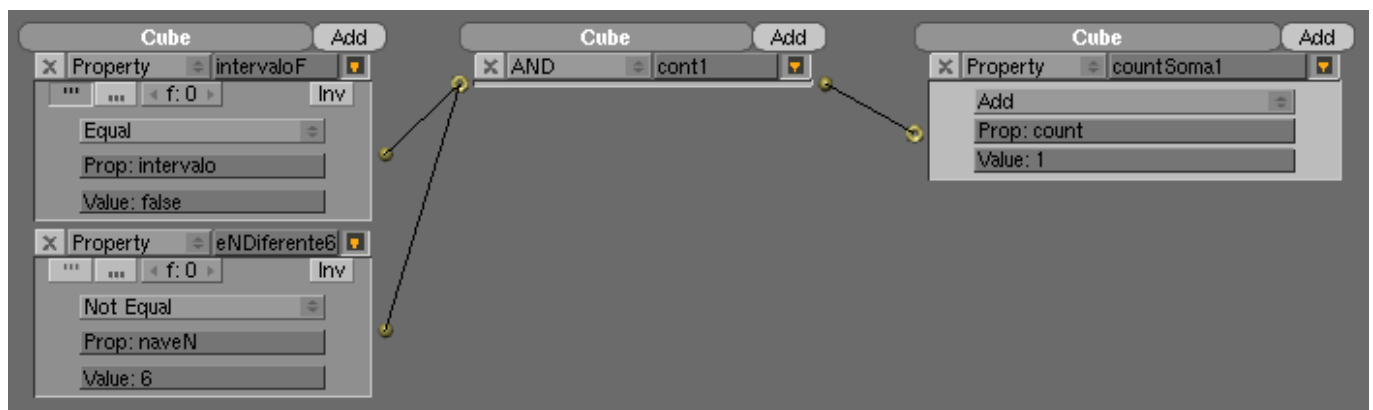 Cube Add
Property intervaloF
f: 0 Inv
Equal
Prop: intervalo
Value: false
Property eNDiferente6
f: 0 Inv
Not Equal
Prop: naveN
Value: 6
Cube Add
AND cont1
Cube Add
Property countSoma1
Add
Prop: count
Value: 1